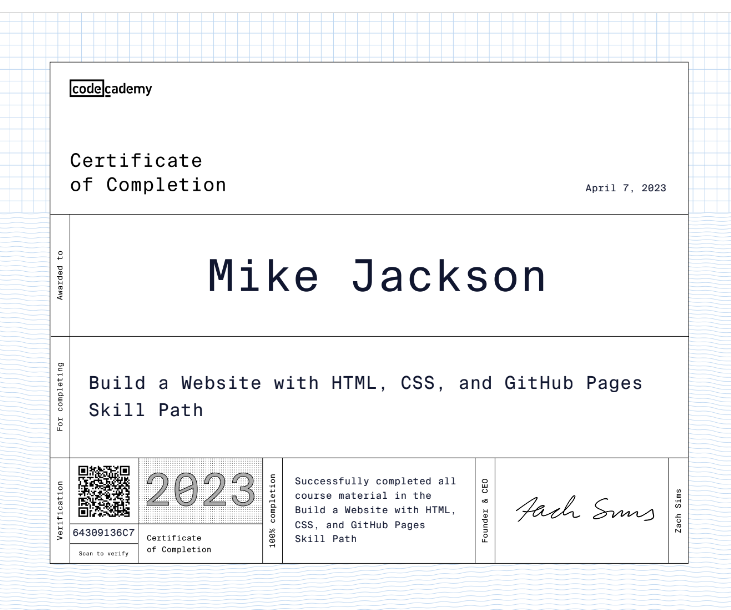 codecademy
Certificate
of Completion
April 7, 2023
Awarded to
Mike Jackson
For completing
Build a Website with HTML, CSS, and GitHub Pages
Skill Path
Verification
64309136C7
Scan to verify
2023
Certificate
of Completion
100% completion
Successfully completed all
course material in the
Build a Website with HTML,
CSS, and GitHub Pages
Skill Path
Founder & CEO
Zach Sims
Zach Sims